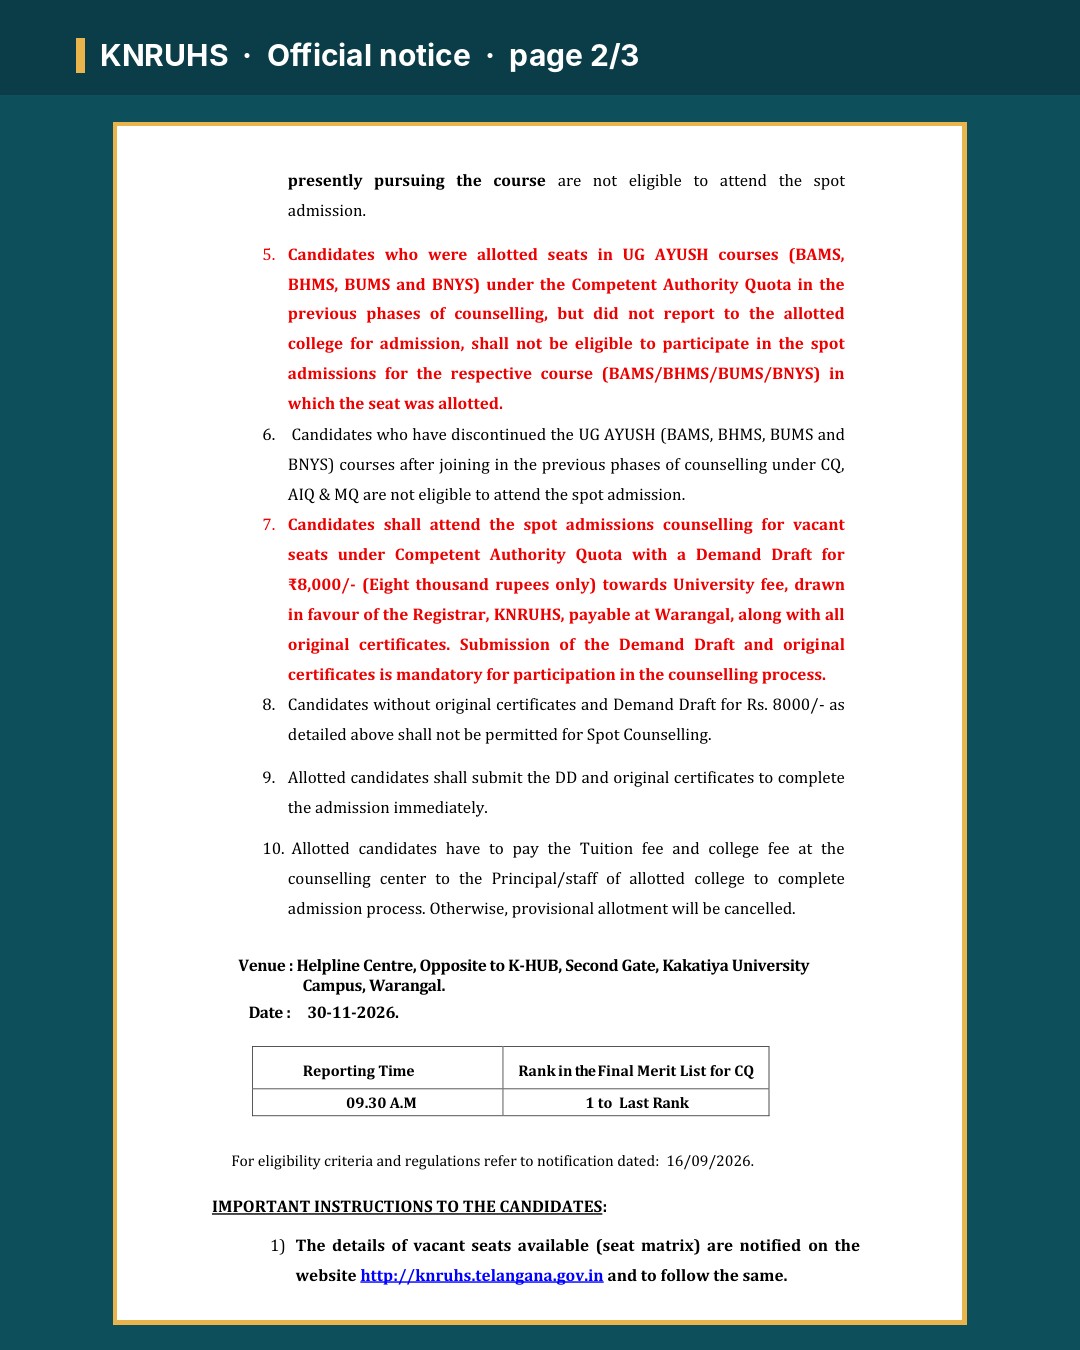 KNRUHS · Official notice · page 2/3
presently pursuing the course are not eligible to attend the spot
admission.
5. Candidates who were allotted seats in UG AYUSH courses (BAMS,
BHMS, BUMS and BNYS) under the Competent Authority Quota in the
previous phases of counselling, but did not report to the allotted
college for admission, shall not be eligible to participate in the spot
admissions for the respective course (BAMS/BHMS/BUMS/BNYS) in
which the seat was allotted.
6. Candidates who have discontinued the UG AYUSH (BAMS, BHMS, BUMS and
BNYS) courses after joining in the previous phases of counselling under CQ,
AIQ & MQ are not eligible to attend the spot admission.
7. Candidates shall attend the spot admissions counselling for vacant
seats under Competent Authority Quota with a Demand Draft for
₹8,000/- (Eight thousand rupees only) towards University fee, drawn
in favour of the Registrar, KNRUHS, payable at Warangal, along with all
original certificates. Submission of the Demand Draft and original
certificates is mandatory for participation in the counselling process.
8. Candidates without original certificates and Demand Draft for Rs. 8000/- as
detailed above shall not be permitted for Spot Counselling.
9. Allotted candidates shall submit the DD and original certificates to complete
the admission immediately.
10. Allotted candidates have to pay the Tuition fee and college fee at the
counselling center to the Principal/staff of allotted college to complete
admission process. Otherwise, provisional allotment will be cancelled.
Venue : Helpline Centre, Opposite to K-HUB, Second Gate, Kakatiya University
Campus, Warangal.
Date : 30-11-2026.
Reporting Time Rank in the Final Merit List for CQ
09.30 A.M 1 to Last Rank
For eligibility criteria and regulations refer to notification dated: 16/09/2026.
IMPORTANT INSTRUCTIONS TO THE CANDIDATES:
1) The details of vacant seats available (seat matrix) are notified on the
website http://knruhs.telangana.gov.in and to follow the same.